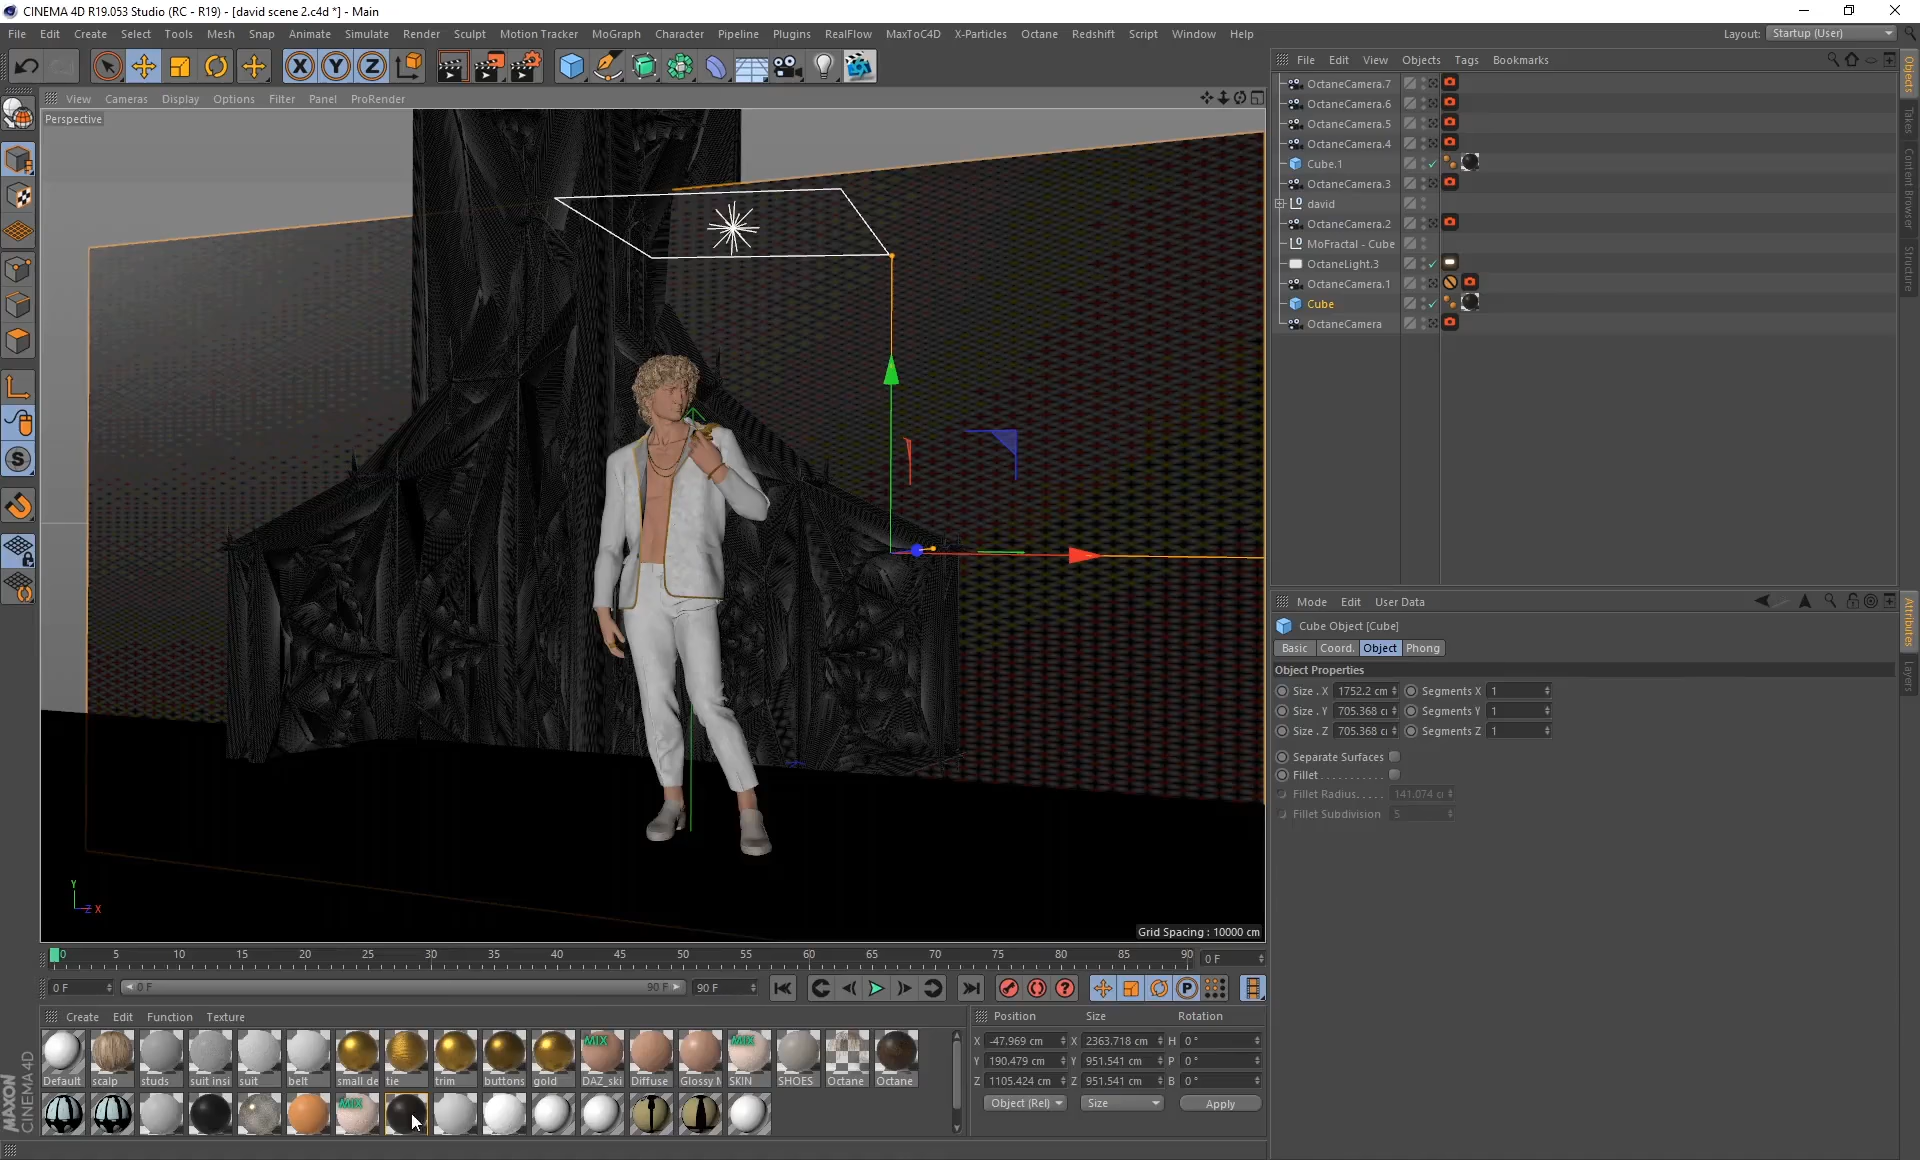 CINEMA 4D R19.053 Studio (RC - R19) - [david scene 2.c4d *] - Main
File Edit Create Select Tools Mesh Snap Animate Simulate Render Sculpt Motion Tracker MoGraph Character Pipeline Plugins RealFlow MaxToC4D X-Particles Octane Redshift Script Window Help
Layout: Startup (User)
X Y Z
File Edit View Objects Tags Bookmarks
View Cameras Display Options Filter Panel ProRender
Perspective
OctaneCamera.7
OctaneCamera.6
OctaneCamera.5
OctaneCamera.4
Cube.1
OctaneCamera.3
david
OctaneCamera.2
MoFractal - Cube
OctaneLight.3
OctaneCamera.1
Cube
OctaneCamera
Objects
Takes
Content Browser
Structure
Mode Edit User Data
Cube Object [Cube]
Basic Coord. Object Phong
Object Properties
Size . X 1752.2 cm Segments X 1
Size . Y 705.368 c Segments Y 1
Size . Z 705.368 c Segments Z 1
Separate Surfaces
Fillet
Fillet Radius. . . . . 141.074 c
Fillet Subdivision 5
Attributes
Layers
S
Y
Z X
Grid Spacing : 10000 cm
0 5 10 15 20 25 30 35 40 45 50 55 60 65 70 75 80 85 90 0 F
0 F 0 F 90 F 90 F
? P
Create Edit Function Texture
Position Size Rotation
X -47.969 cm X 2363.718 cm H 0 °
Y 190.479 cm Y 951.541 cm P 0 °
Z 1105.424 cm Z 951.541 cm B 0 °
Object (Rel) Size Apply
MIX MIX
Default scalp studs suit insi suit belt small de tie trim buttons gold DAZ_ski Diffuse Glossy SKIN SHOES Octane Octane
MIX
MAXON
CINEMA 4D